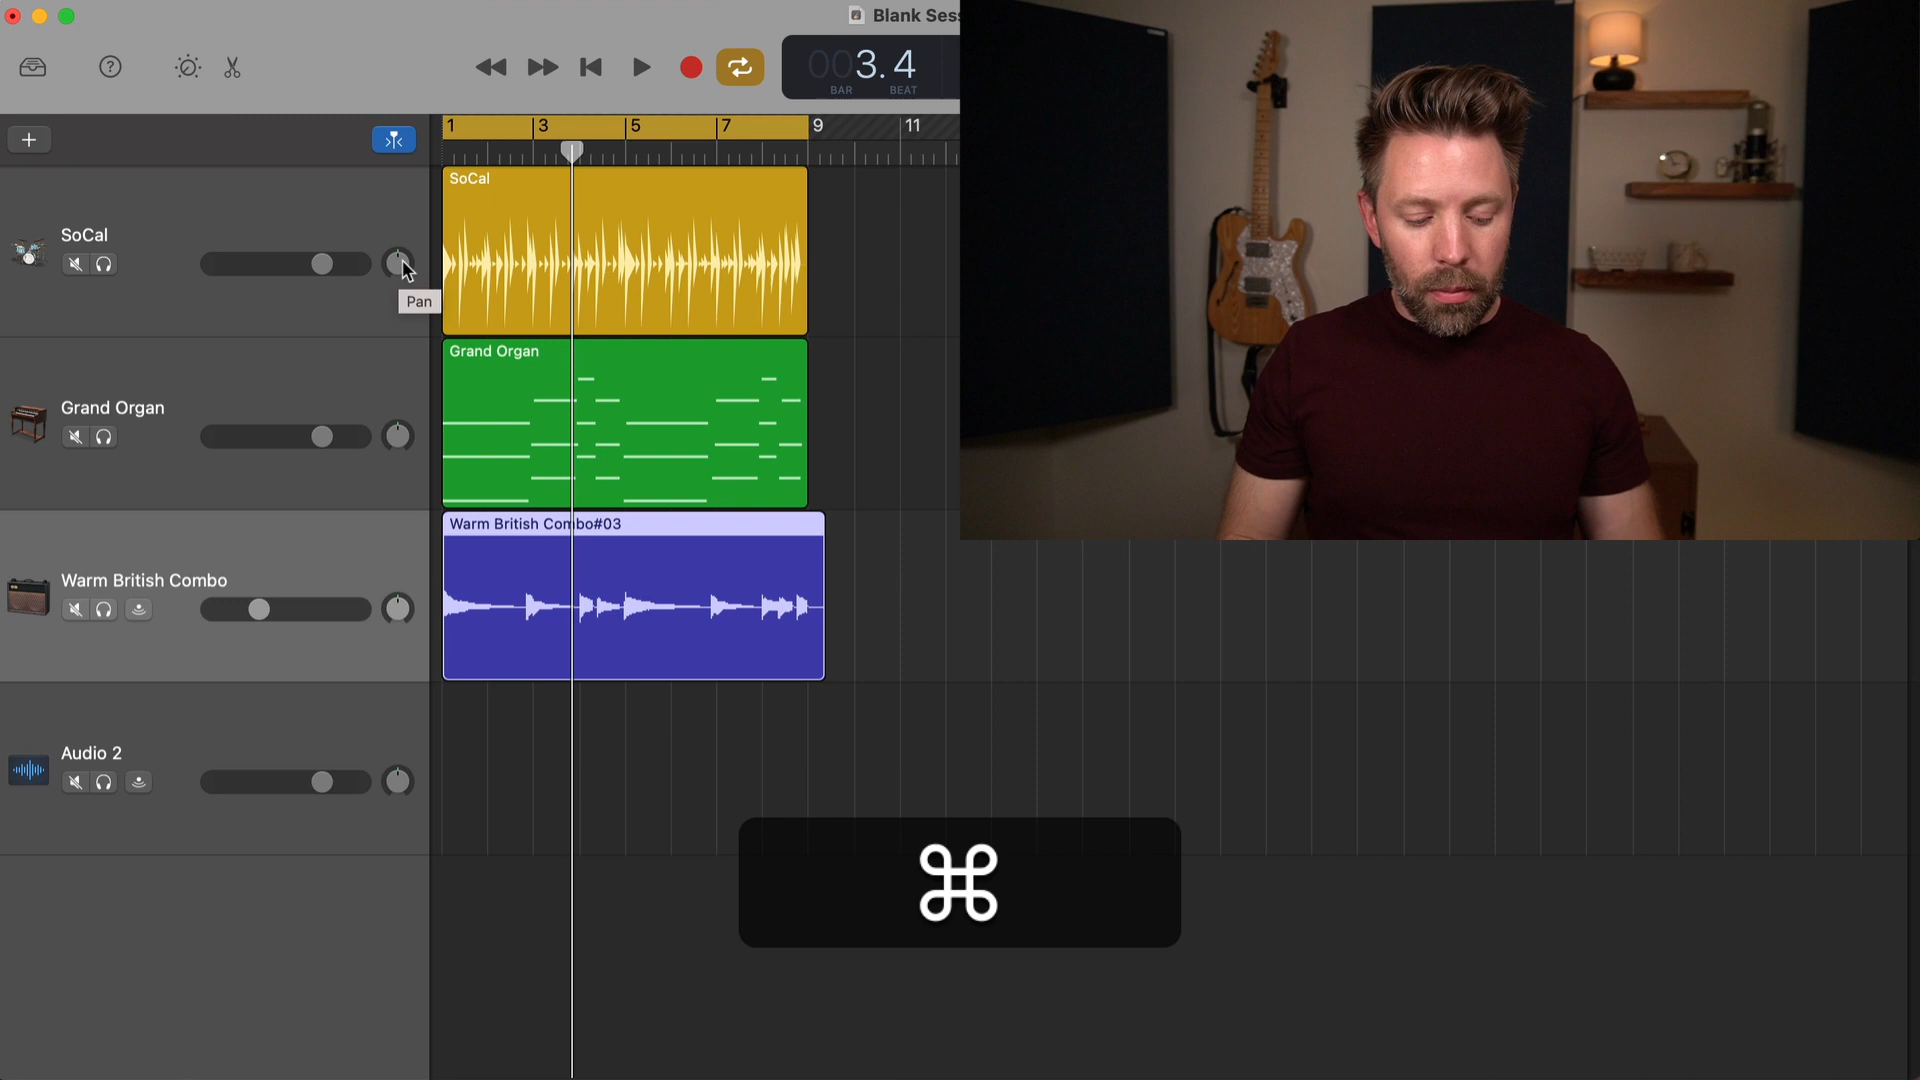 Blank Sess
003.4
BAR BEAT
1 3 5 7 9 11
SoCal
SoCal
Pan
Grand Organ
Grand Organ
Warm British Combo#03
Warm British Combo
Audio 2
⌘